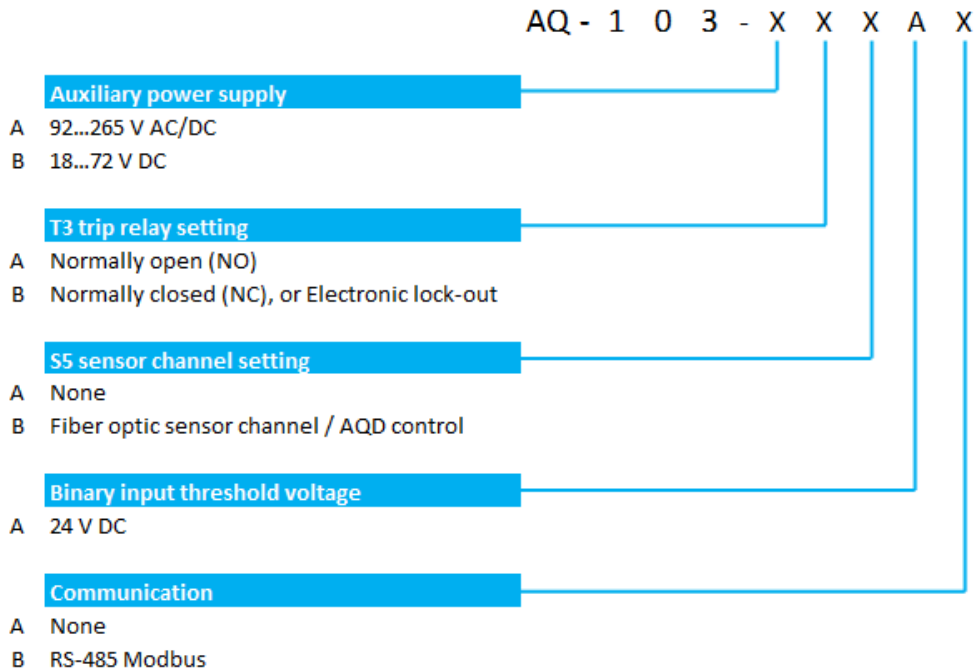 AQ - 1 0 3 - X X X A X
Auxiliary power supply
A 92...265 V AC/DC
B 18...72 V DC
T3 trip relay setting
A Normally open (NO)
B Normally closed (NC), or Electronic lock-out
S5 sensor channel setting
A None
B Fiber optic sensor channel / AQD control
Binary input threshold voltage
A 24 V DC
Communication
A None
B RS-485 Modbus